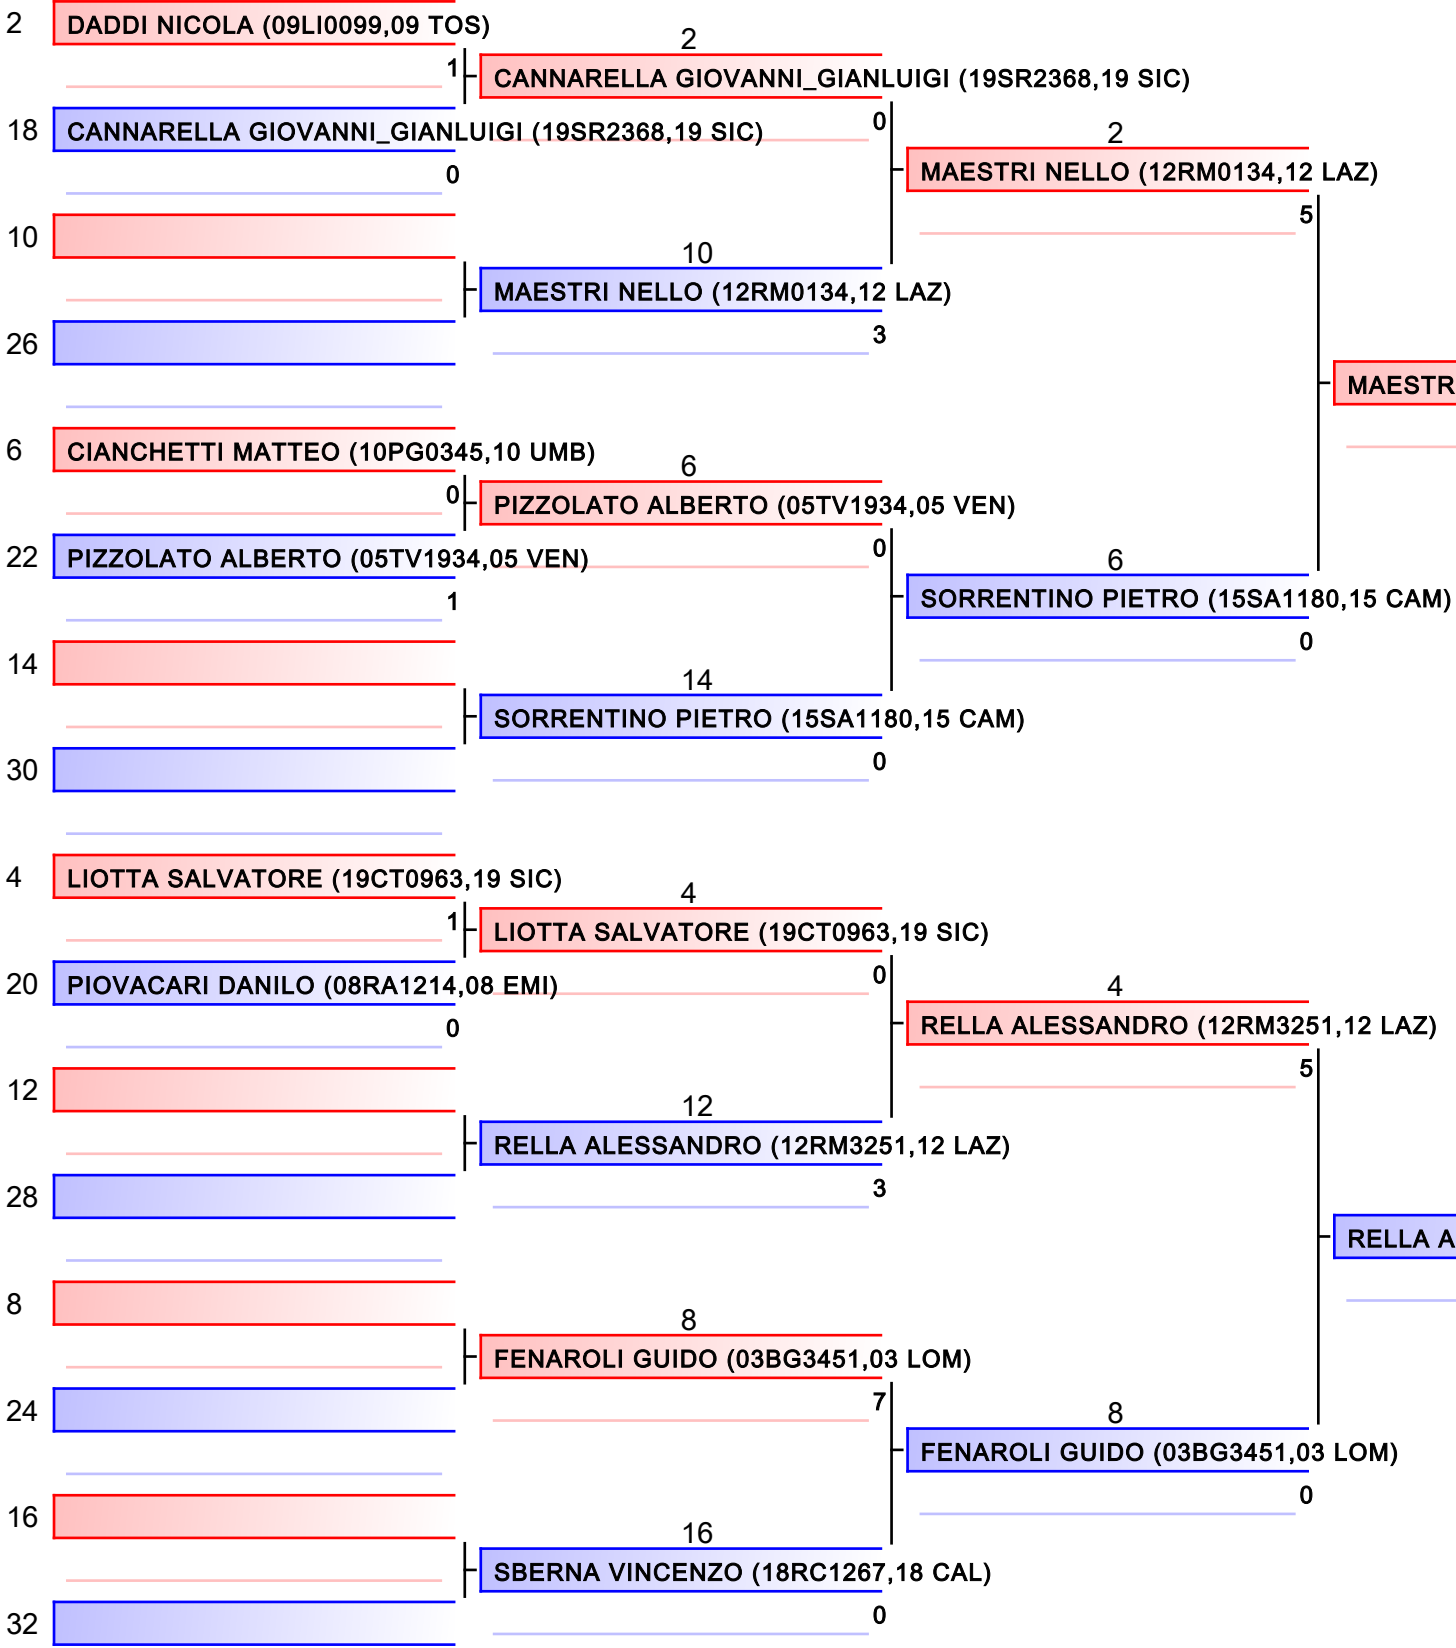 2
DADDI NICOLA (09LI0099,09 TOS)
1
2
CANNARELLA GIOVANNI_GIANLUIGI (19SR2368,19 SIC)
0
18
CANNARELLA GIOVANNI_GIANLUIGI (19SR2368,19 SIC)
0
2
MAESTRI NELLO (12RM0134,12 LAZ)
5
10
10
MAESTRI NELLO (12RM0134,12 LAZ)
3
26
MAESTR
6
CIANCHETTI MATTEO (10PG0345,10 UMB)
0
6
PIZZOLATO ALBERTO (05TV1934,05 VEN)
0
22
PIZZOLATO ALBERTO (05TV1934,05 VEN)
1
6
SORRENTINO PIETRO (15SA1180,15 CAM)
0
14
14
SORRENTINO PIETRO (15SA1180,15 CAM)
0
30
4
LIOTTA SALVATORE (19CT0963,19 SIC)
1
4
LIOTTA SALVATORE (19CT0963,19 SIC)
0
20
PIOVACARI DANILO (08RA1214,08 EMI)
0
4
RELLA ALESSANDRO (12RM3251,12 LAZ)
5
12
12
RELLA ALESSANDRO (12RM3251,12 LAZ)
3
28
RELLA A
8
8
FENAROLI GUIDO (03BG3451,03 LOM)
7
24
8
FENAROLI GUIDO (03BG3451,03 LOM)
0
16
16
SBERNA VINCENZO (18RC1267,18 CAL)
0
32